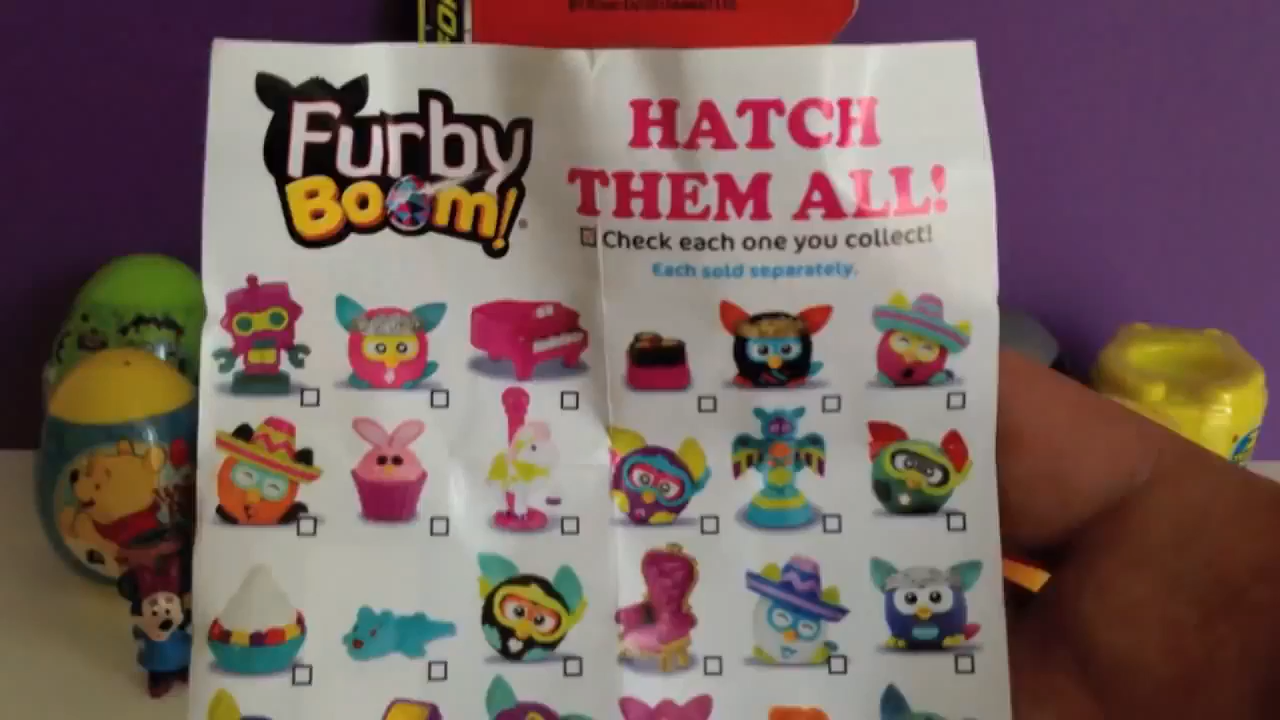 Furby
BOOM!
HATCH
THEM ALL!
Check each one you collect!
Each sold separately.